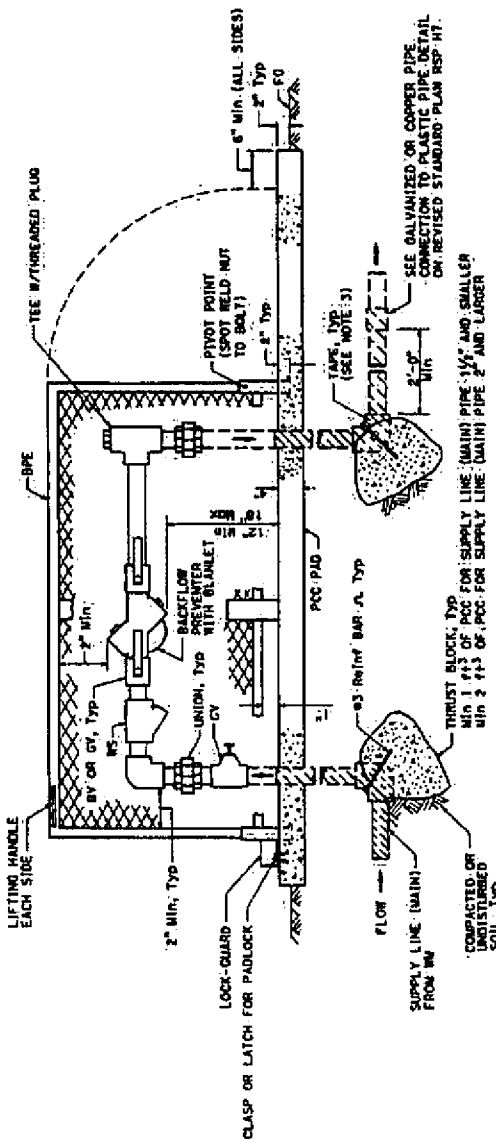 LIFTING HANDLE
EACH SIDE
BPE
TEE W/THREADED PLUG
2" Min
BV OR GV, Typ
WS
BACKFLOW
PREVENTER
WITH BLANKET
UNION, Typ
GV
2" Min, Typ
12" Min
18" Max
PIVOT POINT
(SPOT WELD NUT
TO BOLT)
2" Typ
6" Min (ALL SIDES)
2" Typ
FG
LOCK-GUARD
CLASP OR LATCH FOR PADLOCK
PCC PAD
TAPE, Typ
(SEE NOTE 3)
2'-0"
Min
FLOW
SUPPLY LINE (MAIN)
FROM WM
COMPACTED OR
UNDISTURBED
SOIL, Typ
#3 Reinf BAR Typ
THRUST BLOCK, Typ
Min 1 ft³ OF PCC FOR SUPPLY LINE (MAIN) PIPE 1½" AND SMALLER
Min 2 ft³ OF PCC FOR SUPPLY LINE (MAIN) PIPE 2" AND LARGER
SEE GALVANIZED OR COPPER PIPE
CONNECTION TO PLASTIC PIPE DETAIL
ON REVISED STANDARD PLAN RSP H7.